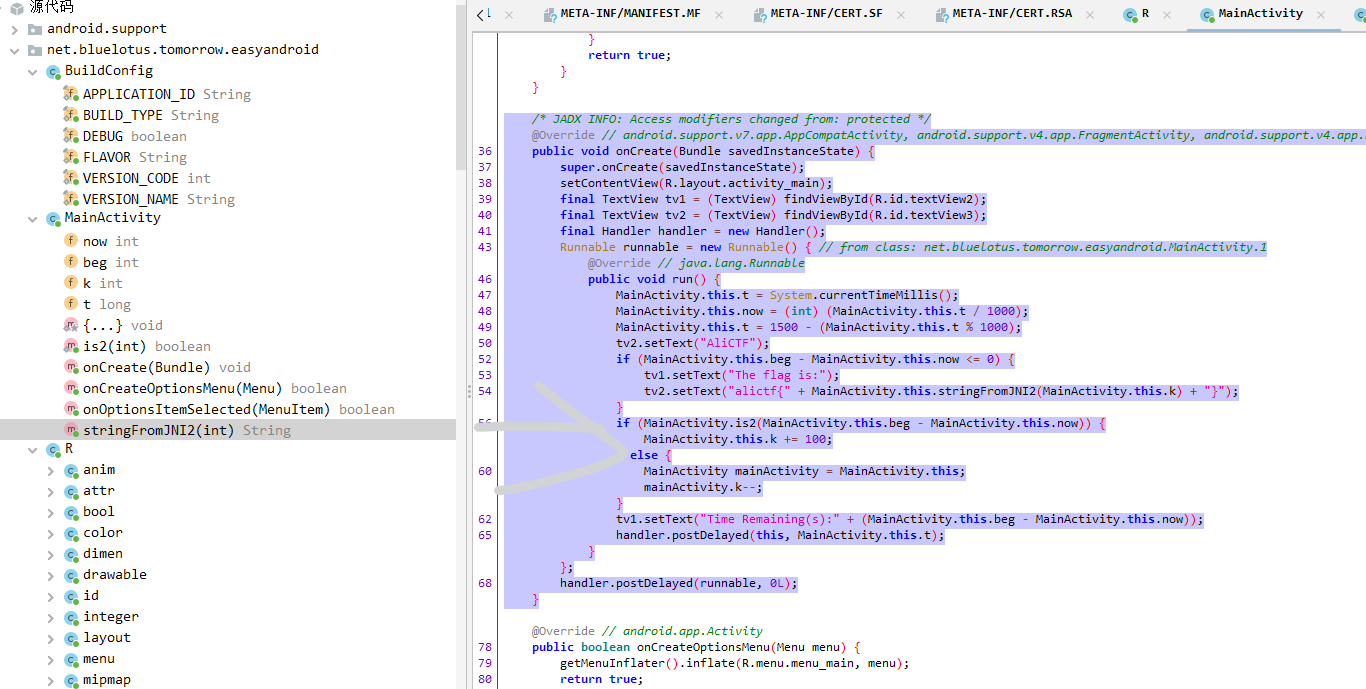 源代码
android.support
net.bluelotus.tomorrow.easyandroid
BuildConfig
APPLICATION_ID String
BUILD_TYPE String
DEBUG boolean
FLAVOR String
VERSION_CODE int
VERSION_NAME String
MainActivity
now int
beg int
k int
t long
{...} void
is2(int) boolean
onCreate(Bundle) void
onCreateOptionsMenu(Menu) boolean
onOptionsItemSelected(MenuItem) boolean
stringFromJNI2(int) String
R
anim
attr
bool
color
dimen
drawable
id
integer
layout
menu
mipmap
META-INF/MANIFEST.MF
META-INF/CERT.SF
META-INF/CERT.RSA
R
MainActivity
}
return true;
}
}
/* JADX INFO: Access modifiers changed from: protected */
@Override // android.support.v7.app.AppCompatActivity, android.support.v4.app.FragmentActivity, android.support.v4.app.
36 public void onCreate(Bundle savedInstanceState) {
37 super.onCreate(savedInstanceState);
38 setContentView(R.layout.activity_main);
39 final TextView tv1 = (TextView) findViewById(R.id.textView2);
40 final TextView tv2 = (TextView) findViewById(R.id.textView3);
41 final Handler handler = new Handler();
43 Runnable runnable = new Runnable() { // from class: net.bluelotus.tomorrow.easyandroid.MainActivity.1
@Override // java.lang.Runnable
46 public void run() {
47 MainActivity.this.t = System.currentTimeMillis();
48 MainActivity.this.now = (int) (MainActivity.this.t / 1000);
49 MainActivity.this.t = 1500 - (MainActivity.this.t % 1000);
50 tv2.setText("AliCTF");
52 if (MainActivity.this.beg - MainActivity.this.now <= 0) {
53 tv1.setText("The flag is:");
54 tv2.setText("alictf{" + MainActivity.this.stringFromJNI2(MainActivity.this.k) + "}");
}
if (MainActivity.is2(MainActivity.this.beg - MainActivity.this.now)) {
MainActivity.this.k += 100;
else {
60 MainActivity mainActivity = MainActivity.this;
mainActivity.k--;
}
62 tv1.setText("Time Remaining(s):" + (MainActivity.this.beg - MainActivity.this.now));
65 handler.postDelayed(this, MainActivity.this.t);
}
};
68 handler.postDelayed(runnable, 0L);
}
@Override // android.app.Activity
78 public boolean onCreateOptionsMenu(Menu menu) {
79 getMenuInflater().inflate(R.menu.menu_main, menu);
80 return true;